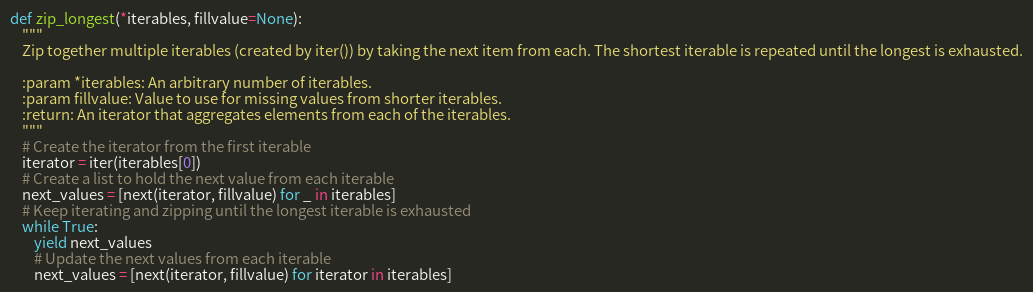 def zip_longest(*iterables, fillvalue=None):
"""
Zip together multiple iterables (created by iter()) by taking the next item from each. The shortest iterable is repeated until the longest is exhausted.
:param *iterables: An arbitrary number of iterables.
:param fillvalue: Value to use for missing values from shorter iterables.
:return: An iterator that aggregates elements from each of the iterables.
"""
# Create the iterator from the first iterable
iterator = iter(iterables[0])
# Create a list to hold the next value from each iterable
next_values = [next(iterator, fillvalue) for _ in iterables]
# Keep iterating and zipping until the longest iterable is exhausted
while True:
yield next_values
# Update the next values from each iterable
next_values = [next(iterator, fillvalue) for iterator in iterables]